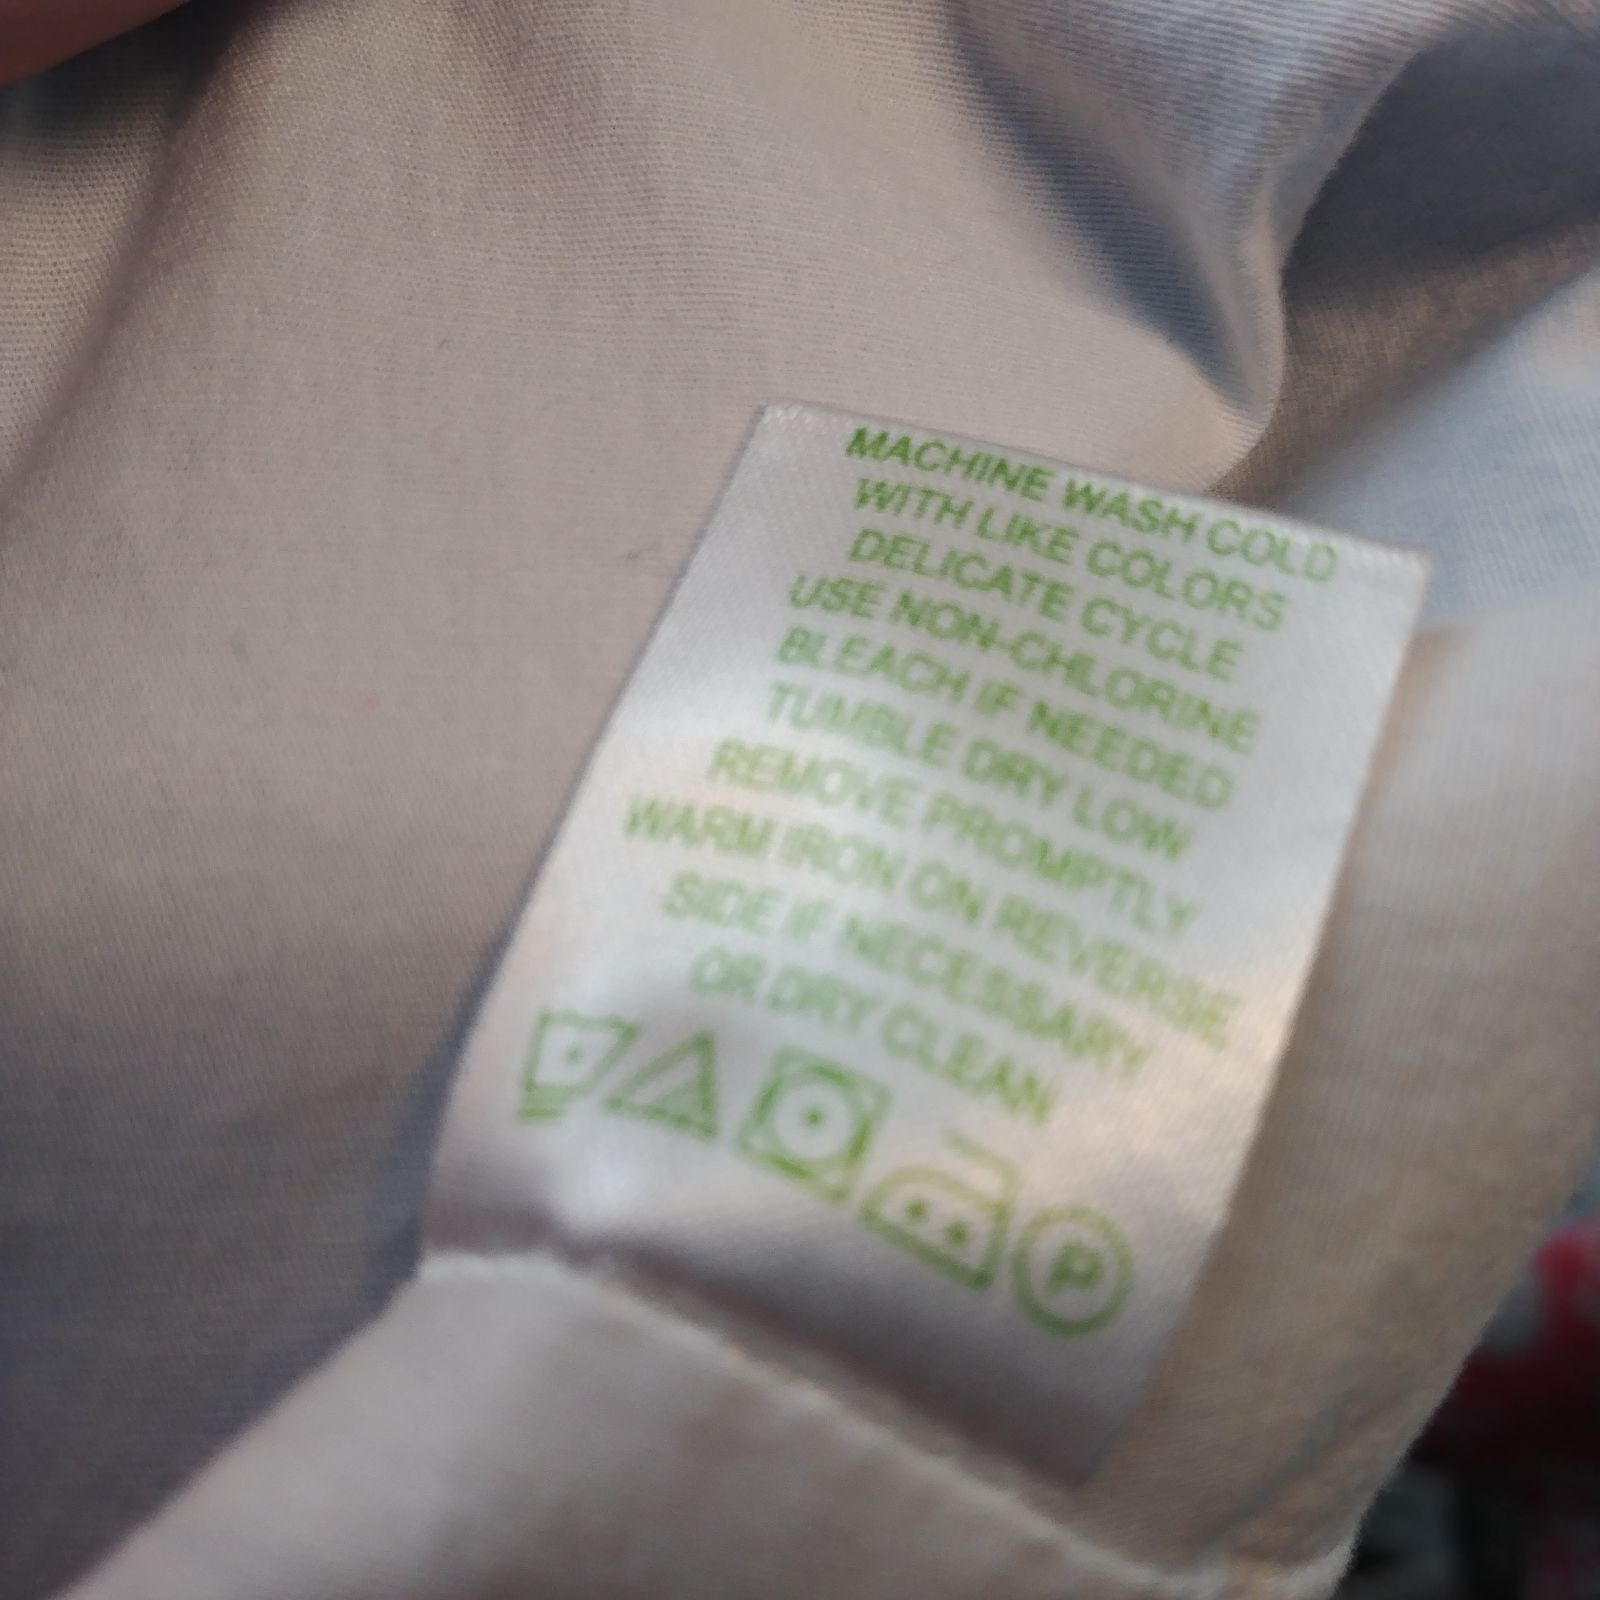 MACHINE WASH COLD
WITH LIKE COLORS
DELICATE CYCLE
USE NON-CHLORINE
BLEACH IF NEEDED
TUMBLE DRY LOW
REMOVE PROMPTLY
WARM IRON ON REVERSE
SIDE IF NECESSARY
OR DRY CLEAN
P